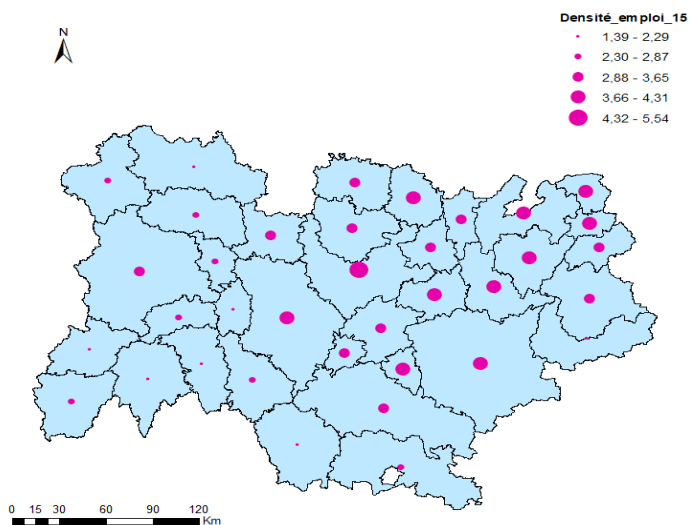 Densité_emploi_15
N
1,39 - 2,29
2,30 - 2,87
2,88 - 3,65
3,66 - 4,31
4,32 - 5,54
0 15 30 60 90 120
Km